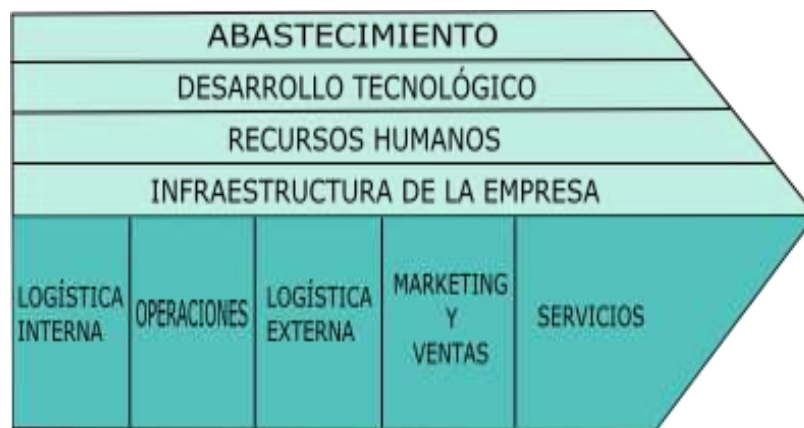 ABASTECIMIENTO
DESARROLLO TECNOLÓGICO
RECURSOS HUMANOS
INFRAESTRUCTURA DE LA EMPRESA
LOGÍSTICA
INTERNA
OPERACIONES
LOGÍSTICA
EXTERNA
MARKETING
Y
VENTAS
SERVICIOS